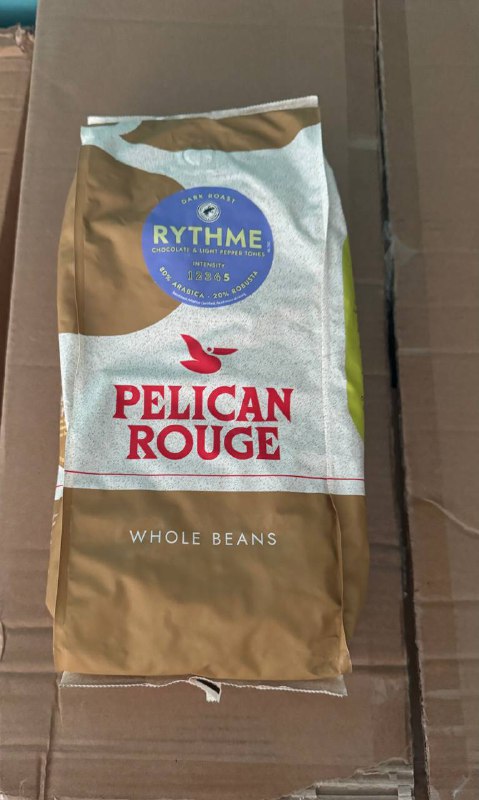 DARK ROAST
RYTHME
CHOCOLATE & LIGHT PEPPER TONES
INTENSITY
12345
80% ARABICA - 20% ROBUSTA
PELICAN
ROUGE
WHOLE BEANS